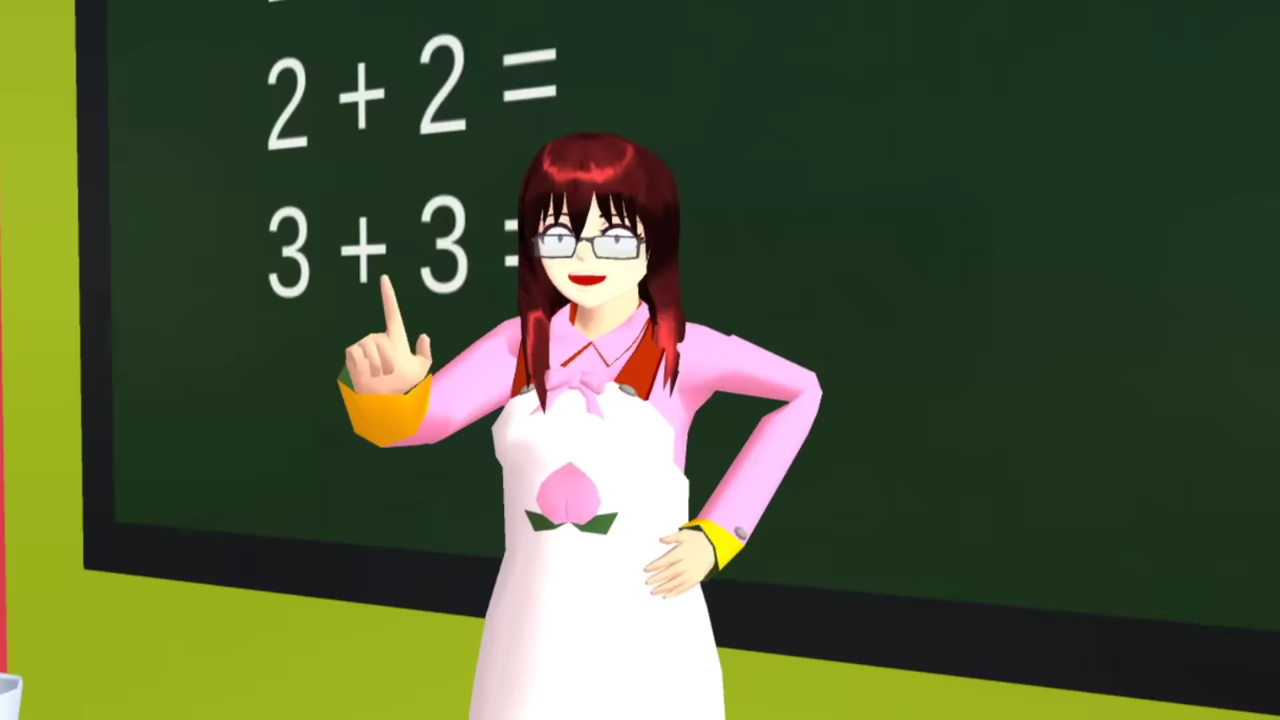 2 + 2 =
3 + 3 =